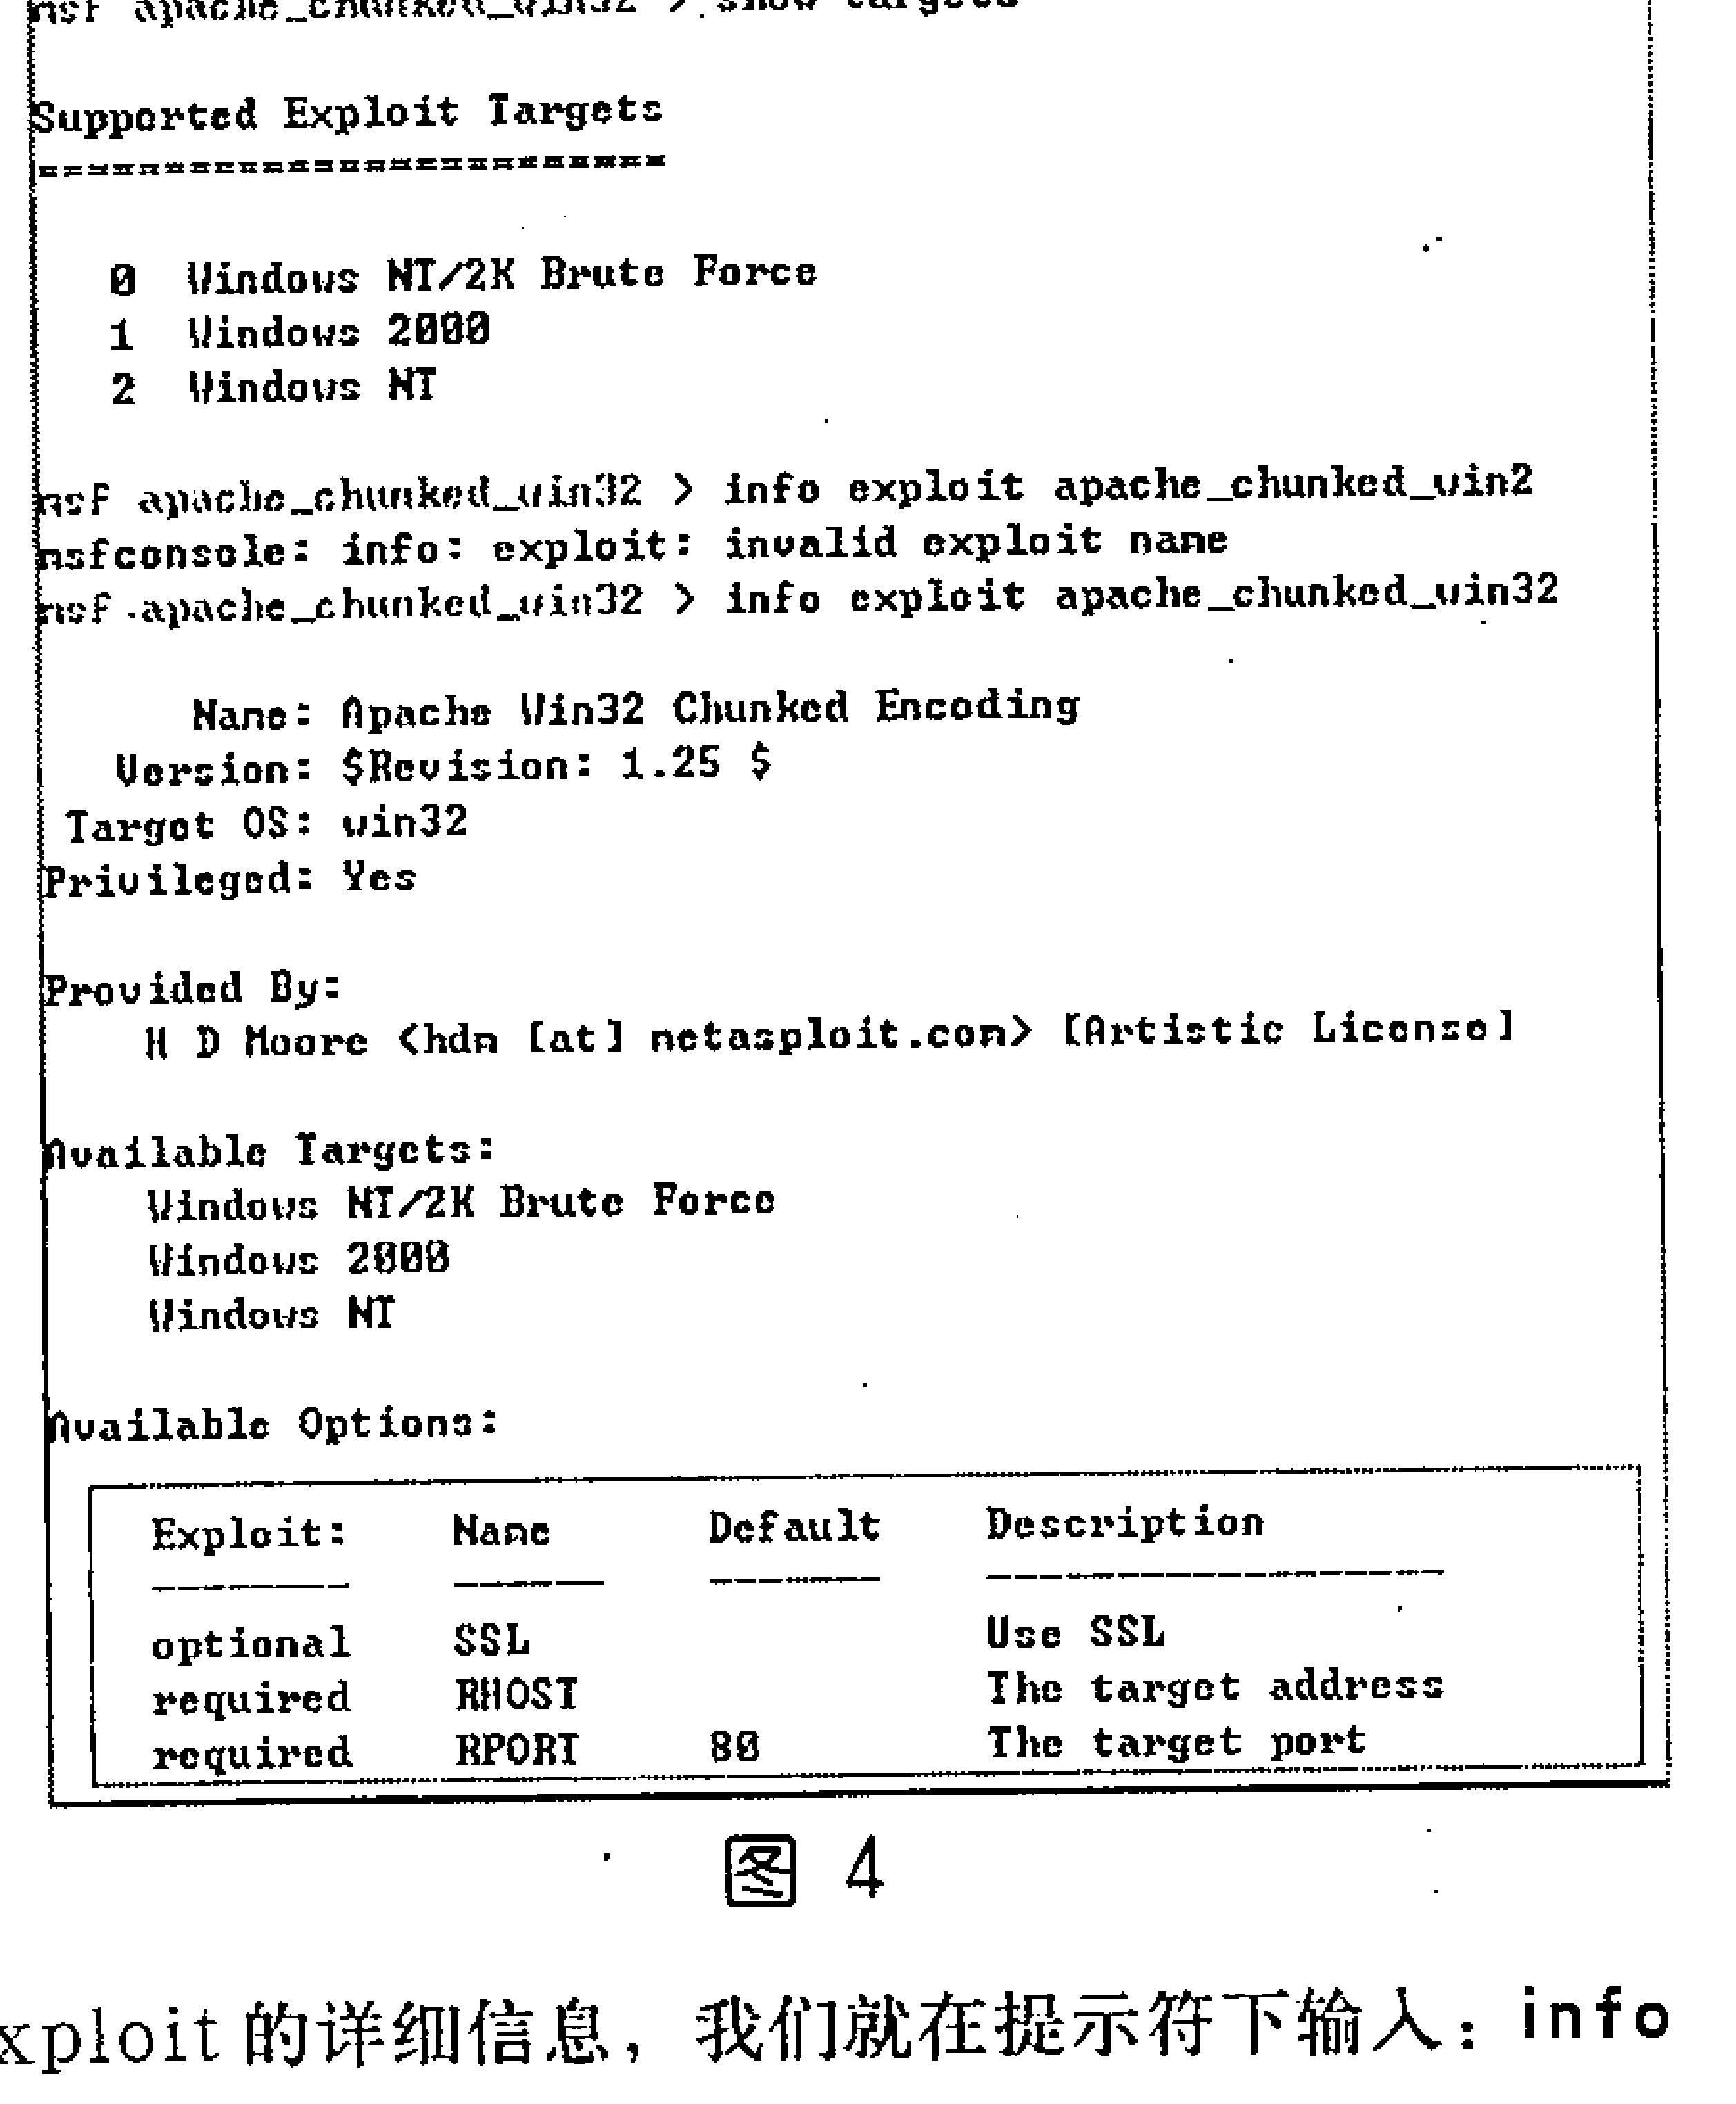 msf apache_chunked_win32 > show targets
Supported Exploit Targets
=========================
0 Windows NT/2K Brute Force
1 Windows 2000
2 Windows NT
msf apache_chunked_win32 > info exploit apache_chunked_win2
msfconsole: info: exploit: invalid exploit name
msf apache_chunked_win32 > info exploit apache_chunked_win32
Name: Apache Win32 Chunked Encoding
Version: $Revision: 1.25 $
Target OS: win32
Privileged: Yes
Provided By:
H D Moore <hdm [at] metasploit.com> [Artistic License]
Available Targets:
Windows NT/2K Brute Force
Windows 2000
Windows NT
Available Options:
Exploit: Name Default Description
-------- ------ ------- ------------------
optional SSL Use SSL
required RHOST The target address
required RPORT 80 The target port
图 4
xploit 的详细信息，我们就在提示符下输入：info